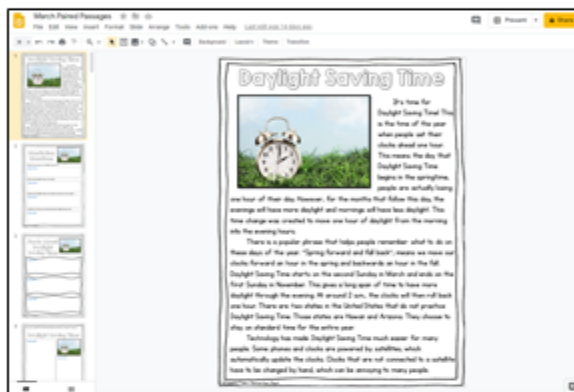 March Paired Passages
File Edit View Insert Format Slide Arrange Tools Add-ons Help Last edit was 14 days ago
Present
Share
Background Layout Theme Transition
Daylight Saving Time
It's time for
Daylight Saving Time! This
is the time of the year
when people set their
clocks ahead one hour.
This means the day that
Daylight Saving Time
begins in the springtime,
people are actually losing
one hour of their day. However, for the months that follow this day, the
evenings will have more daylight and mornings will have less daylight. This
time change was created to move one hour of daylight from the morning
into the evening hours.
There is a popular phrase that helps people remember what to do on
these days of the year. "Spring forward and fall back", means we move our
clocks forward an hour in the spring and backwards an hour in the fall.
Daylight Saving Time starts on the second Sunday in March and ends on the
first Sunday in November. This gives a long span of time to have more
daylight through the evening. At around 2 a.m., the clocks will then roll back
one hour. There are two states in the United States that do not practice
Daylight Saving Time. Those states are Hawaii and Arizona. They choose to
stay on standard time for the entire year.
Technology has made Daylight Saving Time much easier for many
people. Some phones and clocks are powered by satellites, which
automatically update the clocks. Clocks that are not connected to a satellite
have to be changed by hand, which can be annoying to many people.